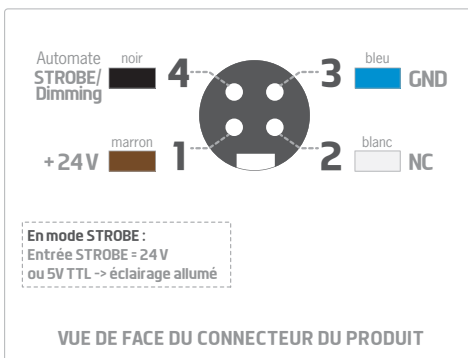 Automate
STROBE/
Dimming
noir
4
3
bleu
GND
+ 24 V
marron
1
2
blanc
NC
En mode STROBE :
Entrée STROBE = 24 V
ou 5V TTL -> éclairage allumé
VUE DE FACE DU CONNECTEUR DU PRODUIT